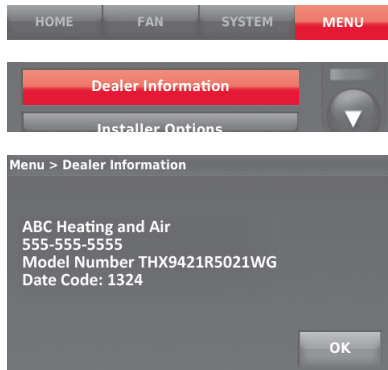 HOME FAN SYSTEM MENU
Dealer Information
Installer Options
Menu > Dealer Information
ABC Heating and Air
555-555-5555
Model Number THX9421R5021WG
Date Code: 1324
OK